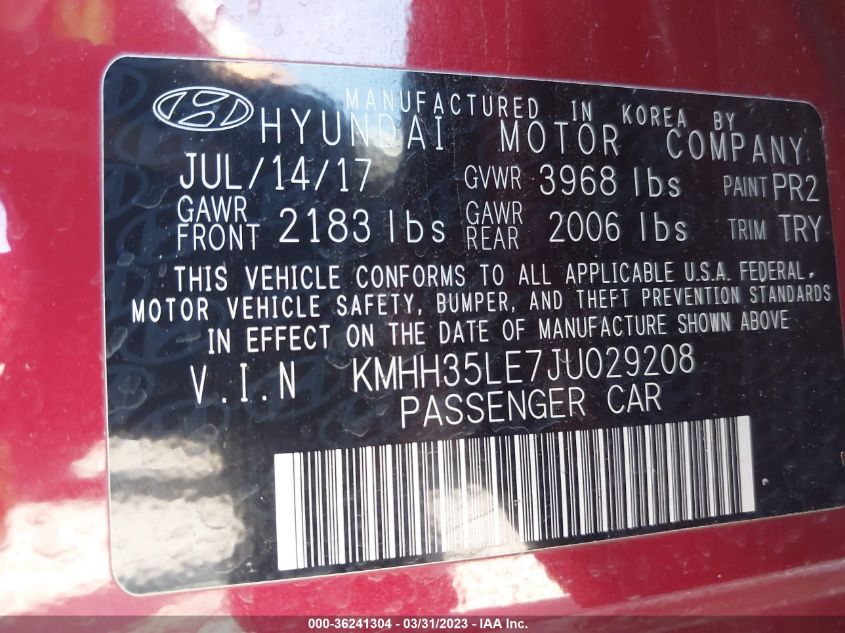 MANUFACTURED IN KOREA BY
HYUNDAI MOTOR COMPANY
JUL/14/17 GVWR 3968 lbs PAINT PR2
GAWR FRONT 2183 lbs GAWR REAR 2006 lbs TRIM TRY
THIS VEHICLE CONFORMS TO ALL APPLICABLE U.S.A. FEDERAL,
MOTOR VEHICLE SAFETY, BUMPER, AND THEFT PREVENTION STANDARDS
IN EFFECT ON THE DATE OF MANUFACTURE SHOWN ABOVE
V.I.N KMHH35LE7JU029208
PASSENGER CAR
000-36241304 - 03/31/2023 - IAA Inc.